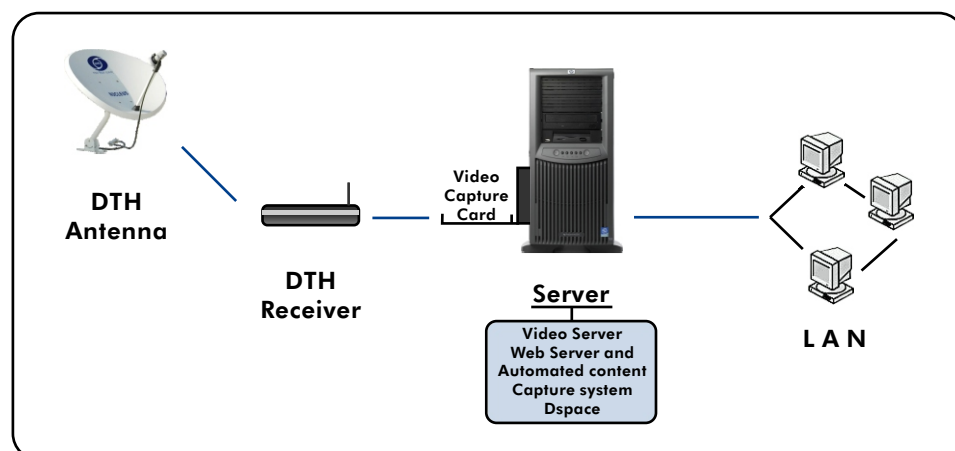 DTH
Antenna
DTH
Receiver
Video
Capture
Card
Server
Video Server
Web Server and
Automated content
Capture system
Dspace
L A N